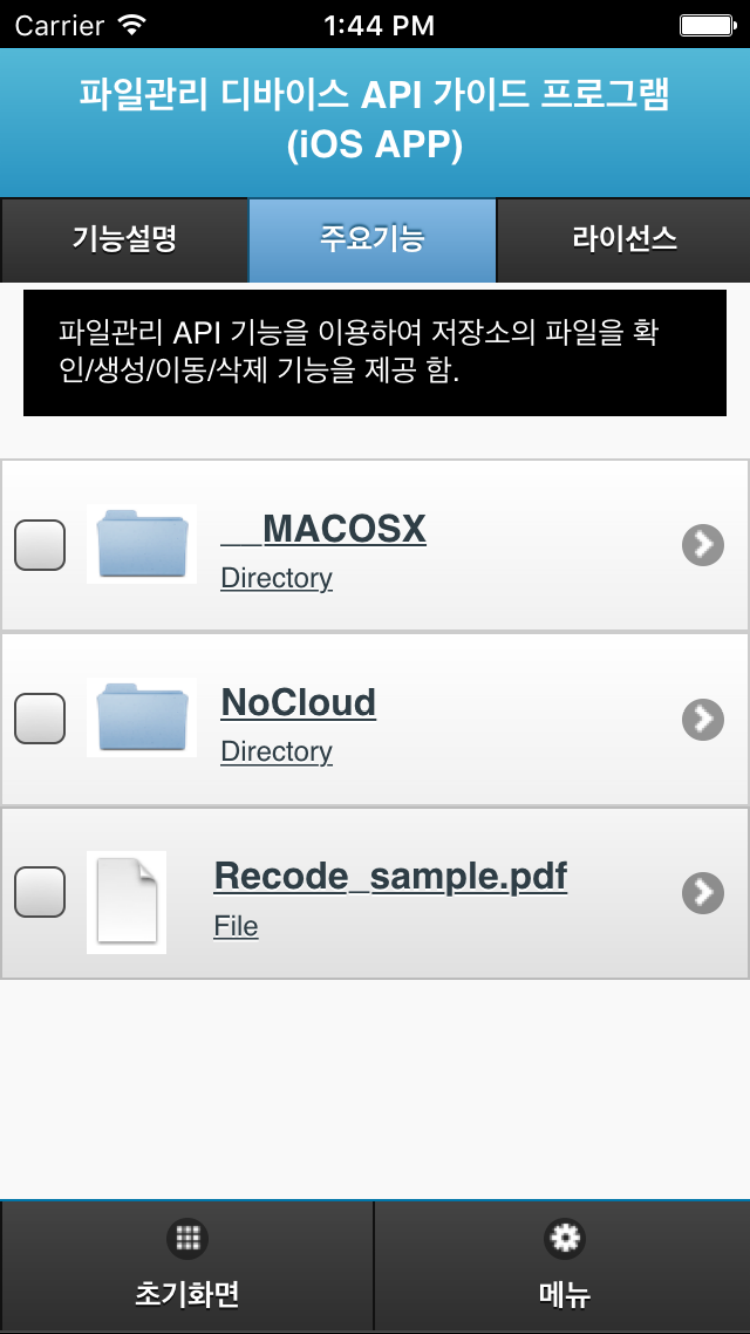 Carrier 1:44 PM
파일관리 디바이스 API 가이드 프로그램
(iOS APP)
기능설명 주요기능 라이선스
파일관리 API 기능을 이용하여 저장소의 파일을 확
인/생성/이동/삭제 기능을 제공 함.
__MACOSX
Directory
NoCloud
Directory
Recode_sample.pdf
File
초기화면 메뉴